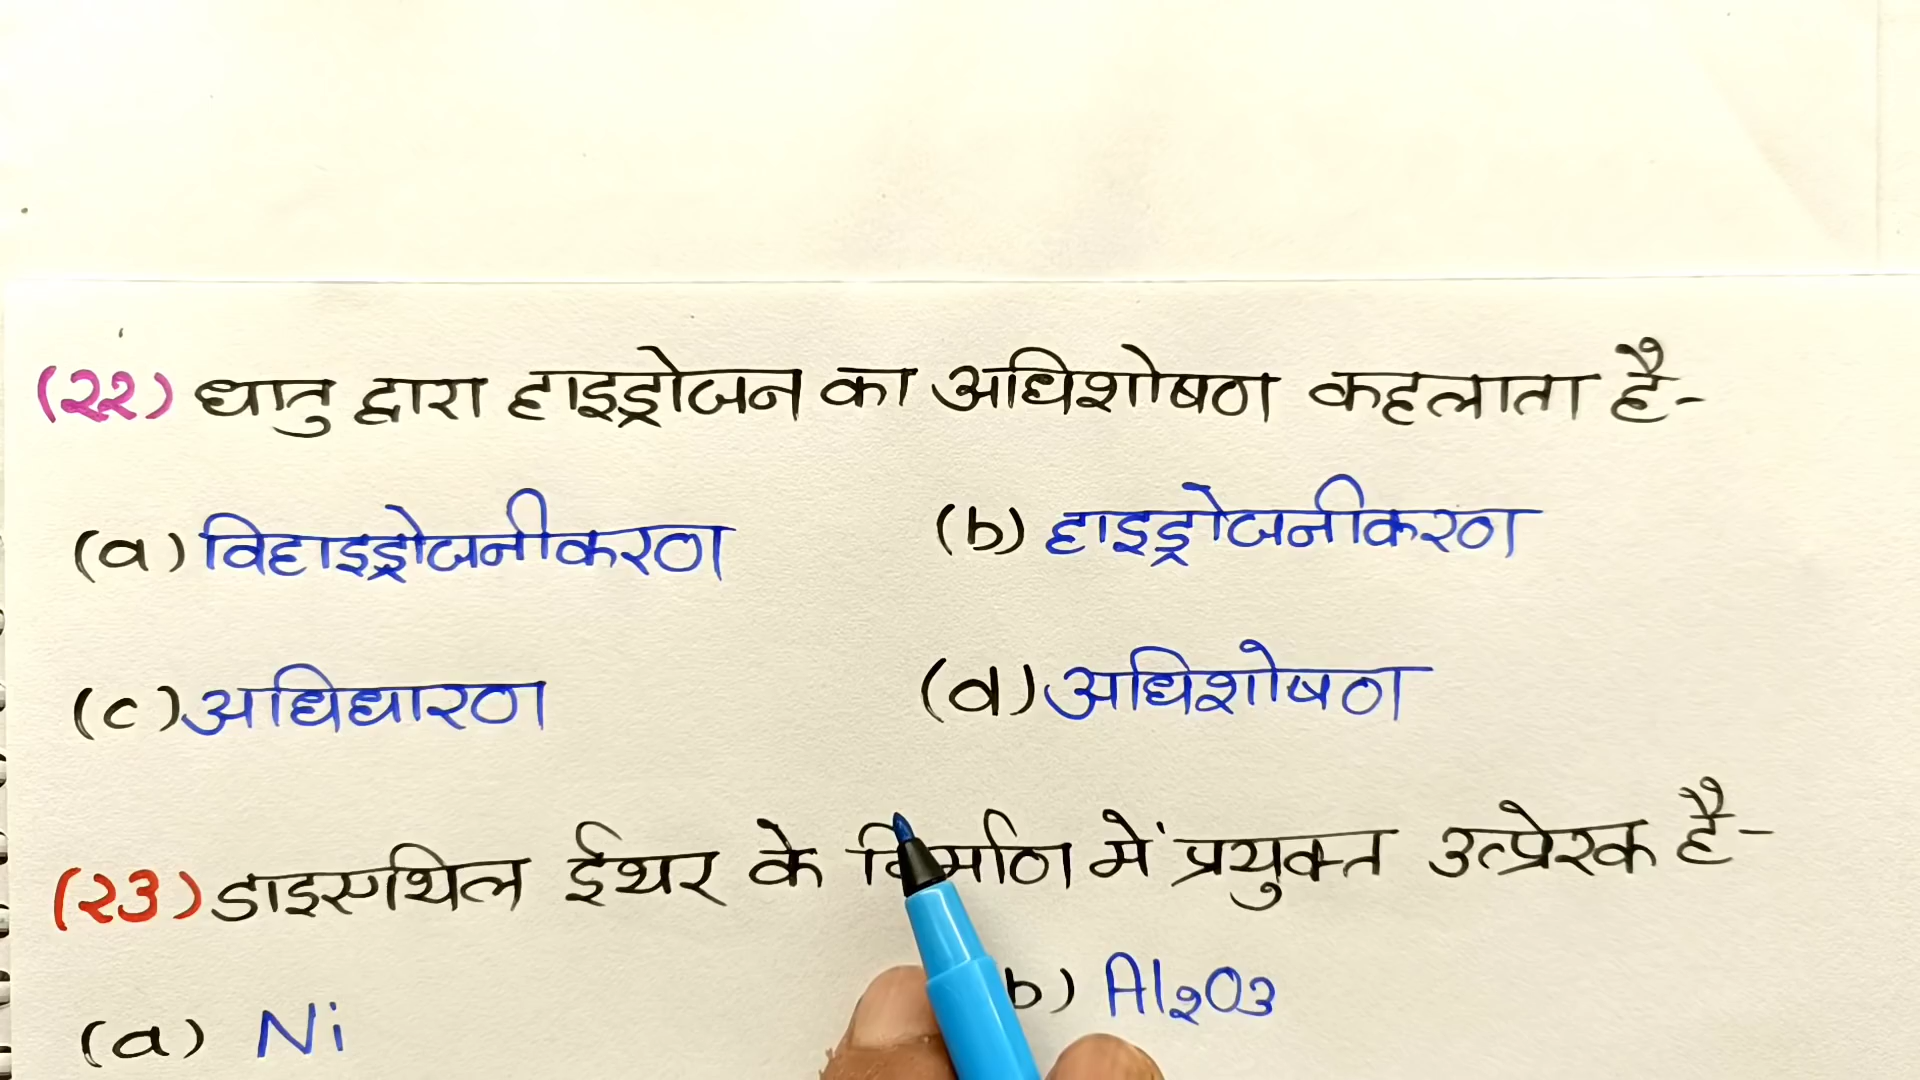 (22) धातु द्वारा हाइड्रोजन का अधिशोषण कहलाता है-
(a) विहाइड्रोजनीकरण (b) हाइड्रोजनीकरण
(c) अधिधारण (d) अधिशोषण
(23) डाइएथिल ईथर के निर्माण में प्रयुक्त उत्प्रेरक है-
(a) Ni b) Al2O3